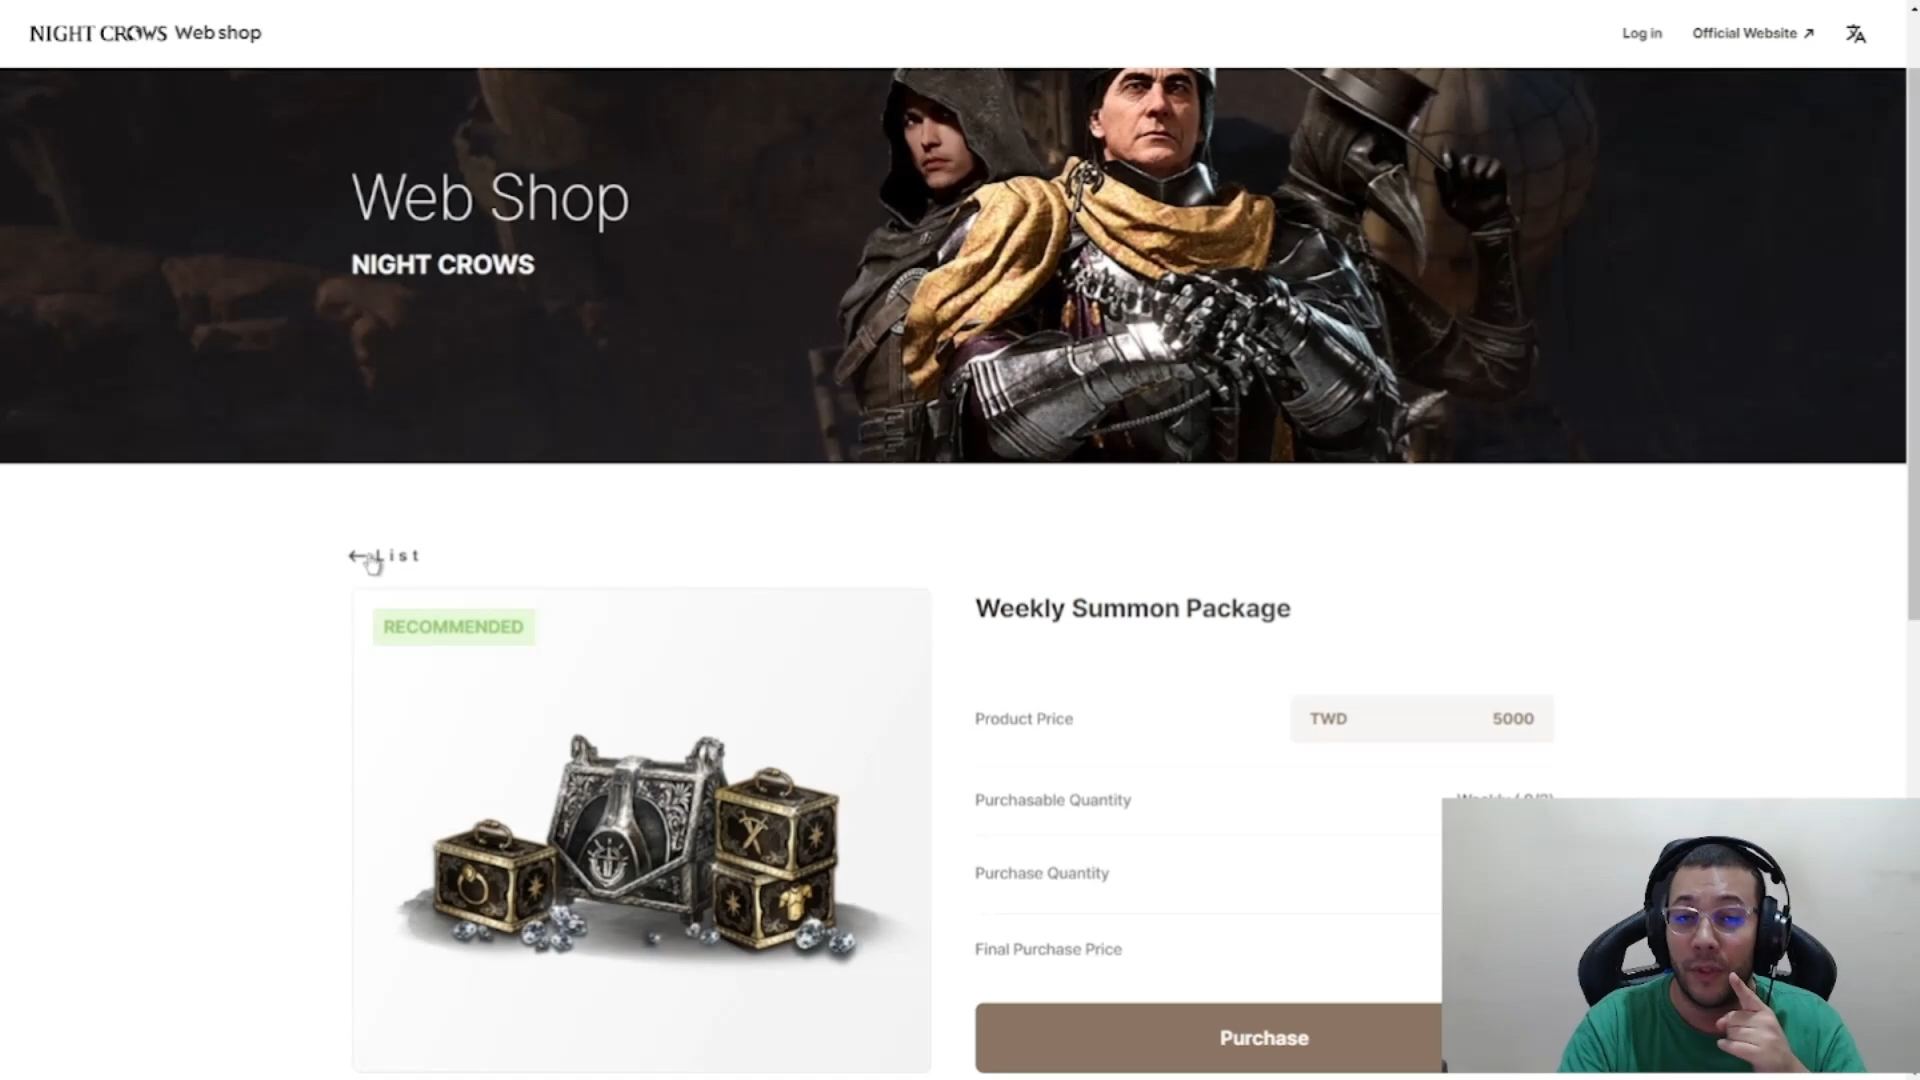 NIGHT CROWS Web shop
Log in
Official Website
Web Shop
NIGHT CROWS
List
RECOMMENDED
Weekly Summon Package
Product Price
TWD 5000
Purchasable Quantity
Purchase Quantity
Final Purchase Price
Purchase